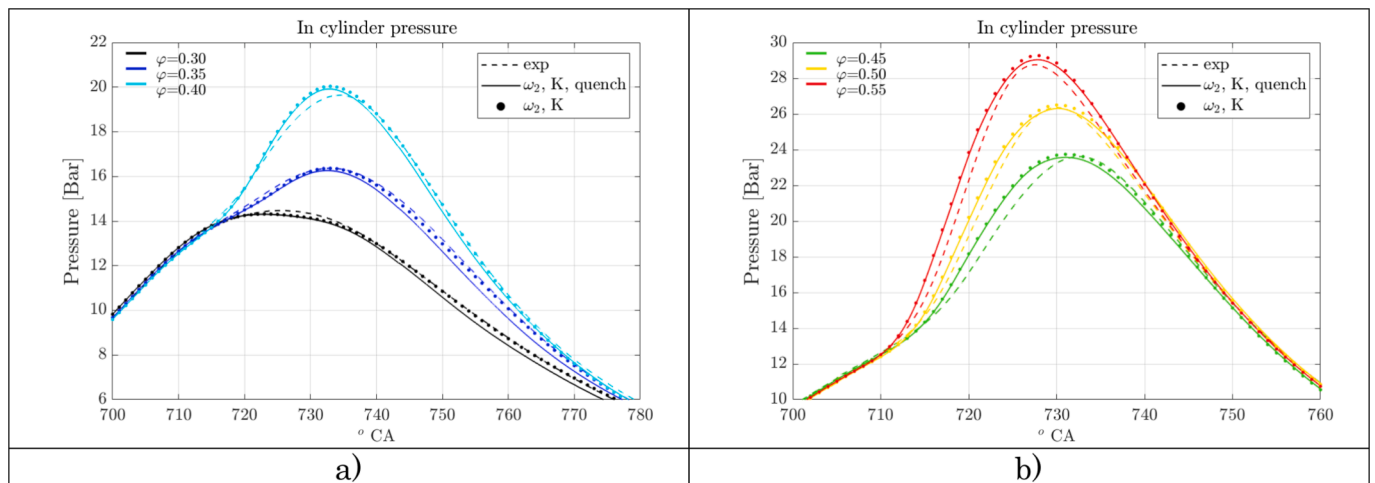 In cylinder pressure
φ=0.30
φ=0.35
φ=0.40
exp
ω₂, K, quench
ω₂, K
Pressure [Bar]
22
20
18
16
14
12
10
8
6
700 710 720 730 740 750 760 770 780
° CA
a)
In cylinder pressure
φ=0.45
φ=0.50
φ=0.55
exp
ω₂, K, quench
ω₂, K
Pressure [Bar]
30
28
26
24
22
20
18
16
14
12
10
700 710 720 730 740 750 760
° CA
b)